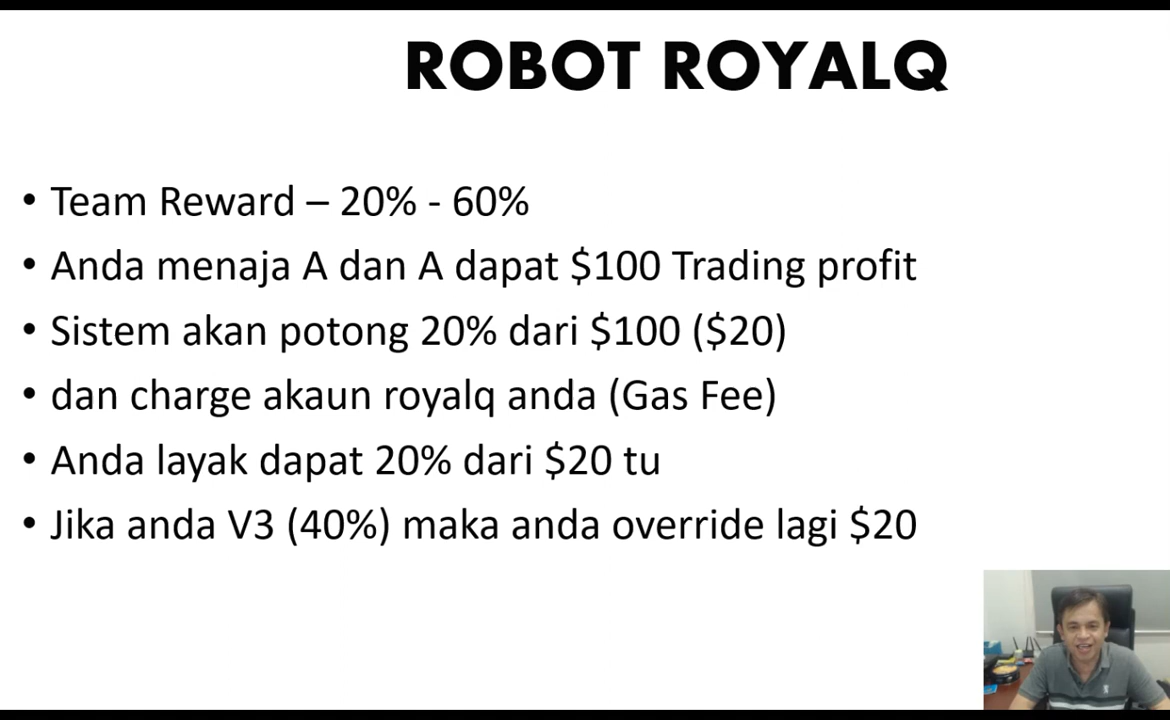 ROBOT ROYALQ
• Team Reward – 20% - 60%
• Anda menaja A dan A dapat $100 Trading profit
• Sistem akan potong 20% dari $100 ($20)
• dan charge akaun royalq anda (Gas Fee)
• Anda layak dapat 20% dari $20 tu
• Jika anda V3 (40%) maka anda override lagi $20